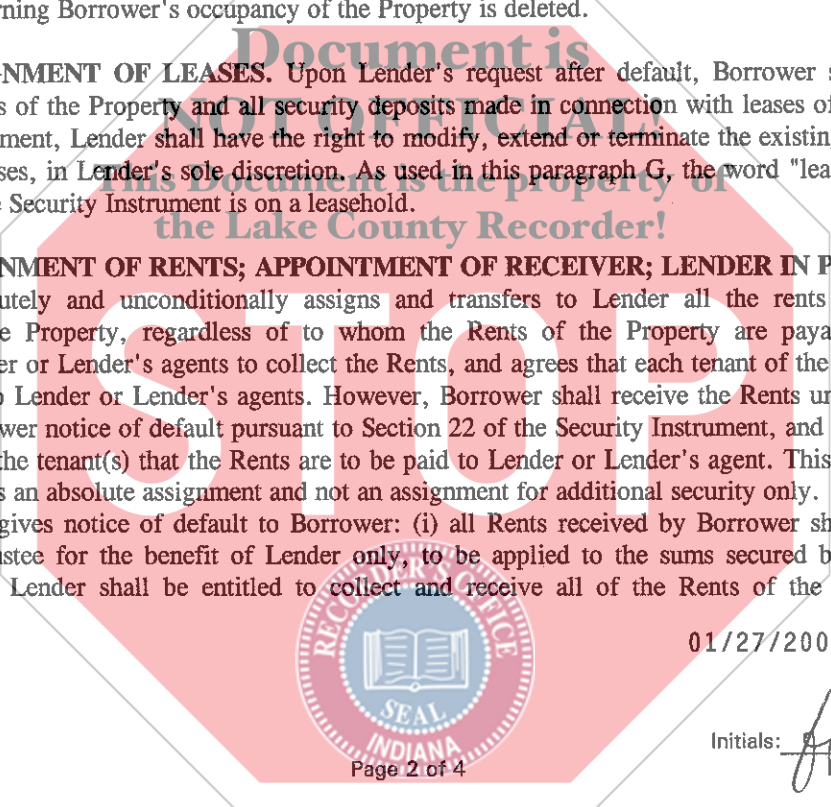 rning Borrower's occupancy of the Property is deleted.
Document is
NMENT OF LEASES. Upon Lender's request after default, Borrower s
s of the Property and all security deposits made in connection with leases of
NOT OFFICIAL!
ment, Lender shall have the right to modify, extend or terminate the existin
ses, in Lender's sole discretion. As used in this paragraph G, the word "lea
This Document is the property of
e Security Instrument is on a leasehold.
the Lake County Recorder!
NMENT OF RENTS; APPOINTMENT OF RECEIVER; LENDER IN P
utely and unconditionally assigns and transfers to Lender all the rents
e Property, regardless of to whom the Rents of the Property are paya
er or Lender's agents to collect the Rents, and agrees that each tenant of the
o Lender or Lender's agents. However, Borrower shall receive the Rents un
wer notice of default pursuant to Section 22 of the Security Instrument, and
the tenant(s) that the Rents are to be paid to Lender or Lender's agent. This
s an absolute assignment and not an assignment for additional security only.
gives notice of default to Borrower: (i) all Rents received by Borrower sh
stee for the benefit of Lender only, to be applied to the sums secured b
Lender shall be entitled to collect and receive all of the Rents of the
STOP
RECORDER'S OFFICE
SEAL
INDIANA
01/27/200
Initials:
Page 2 of 4